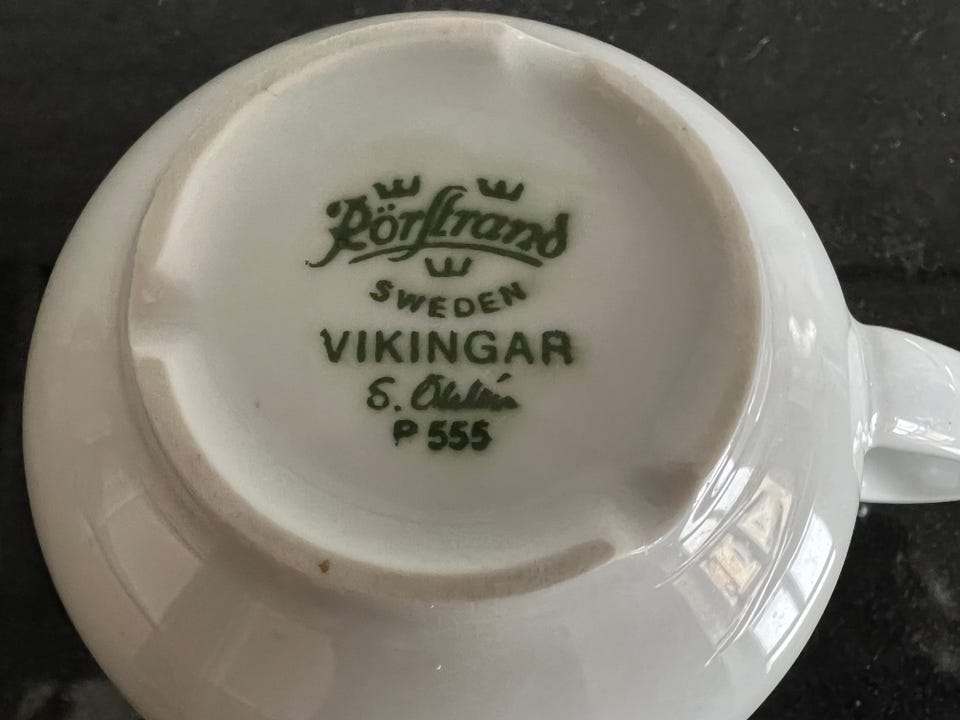 Rörstrand
SWEDEN
VIKINGAR
S.
P 555